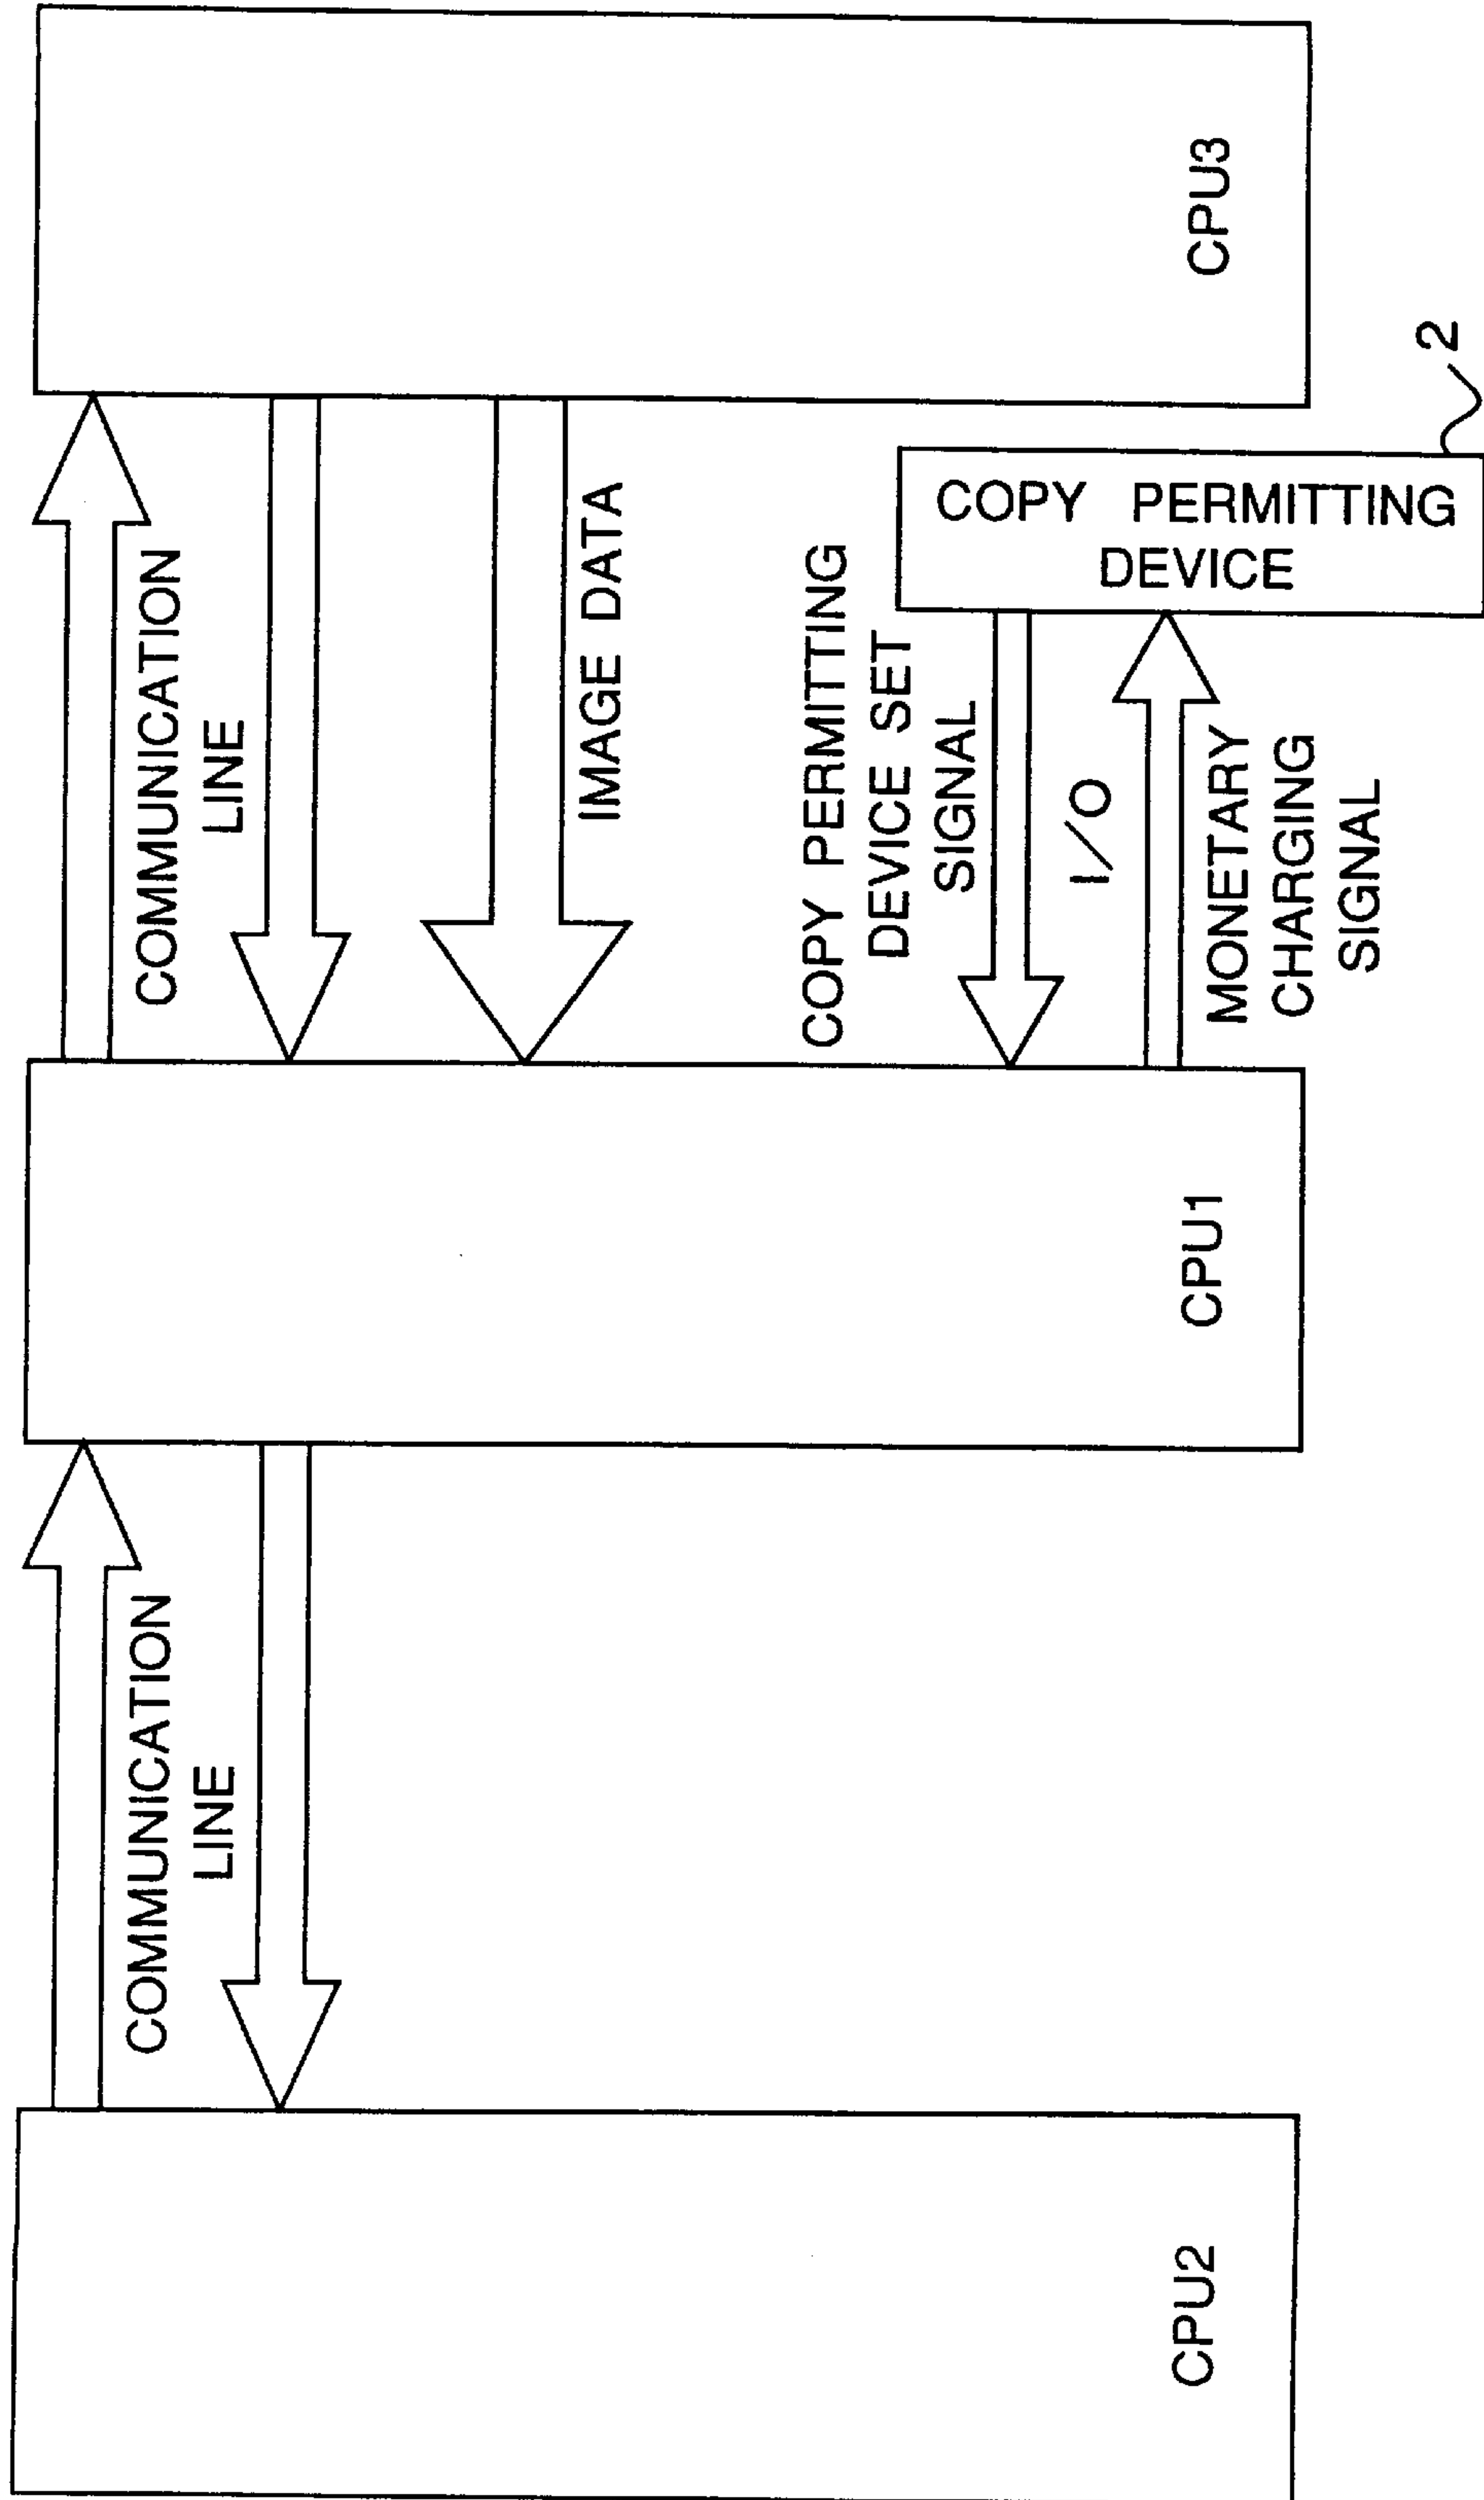 COMMUNICATION
LINE
COMMUNICATION
LINE
IMAGE DATA
COPY PERMITTING
DEVICE SET
SIGNAL
I/O
MONETARY
CHARGING
SIGNAL
COPY PERMITTING
DEVICE
2
CPU2
CPU1
CPU3